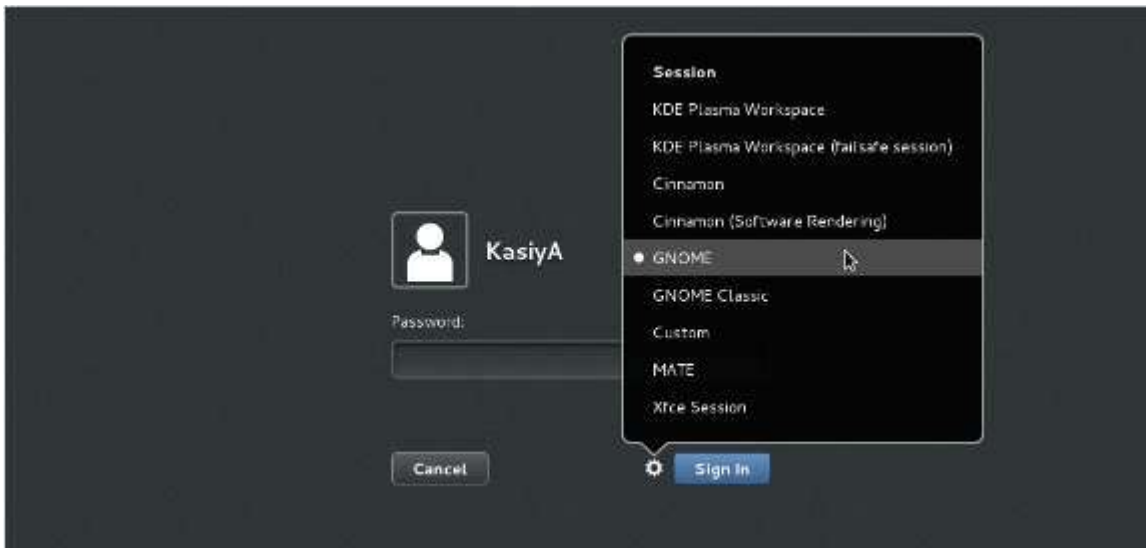 Session
KDE Plasma Workspace
KDE Plasma Workspace (failsafe session)
Cinnamon
Cinnamon (Software Rendering)
GNOME
GNOME Classic
Custom
MATE
Xfce Session
KasiyA
Password:
Cancel
Sign In